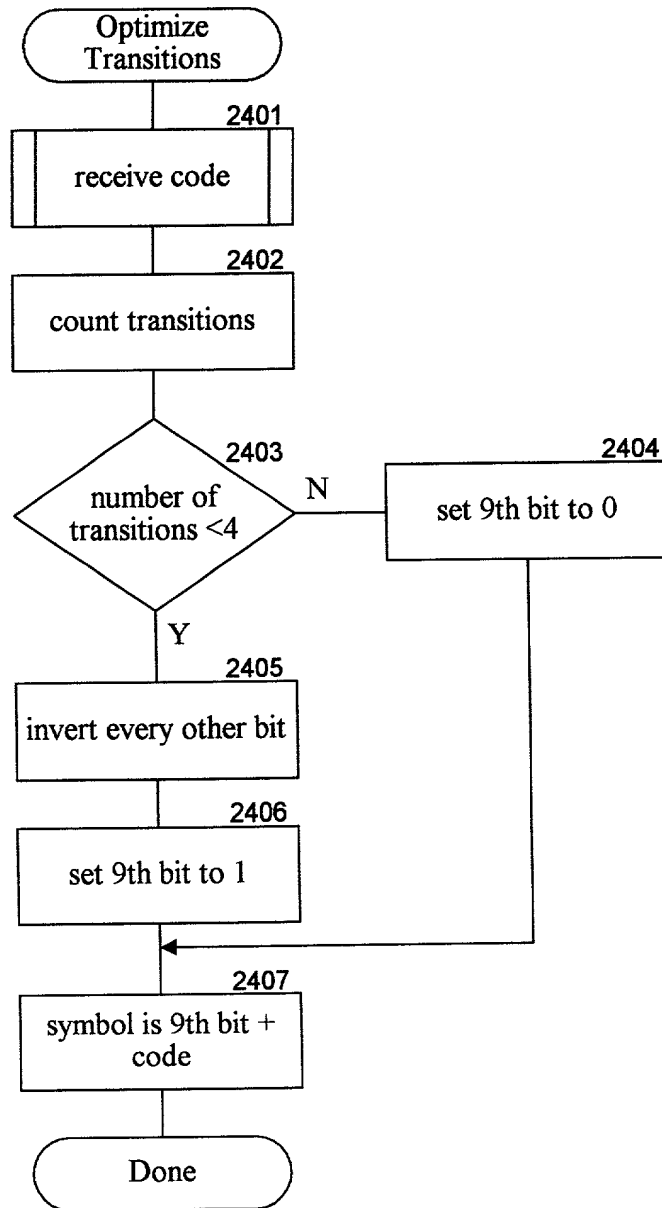 Optimize
Transitions
2401
receive code
2402
count transitions
2403
number of
transitions <4
N
2404
set 9th bit to 0
Y
2405
invert every other bit
2406
set 9th bit to 1
2407
symbol is 9th bit +
code
Done